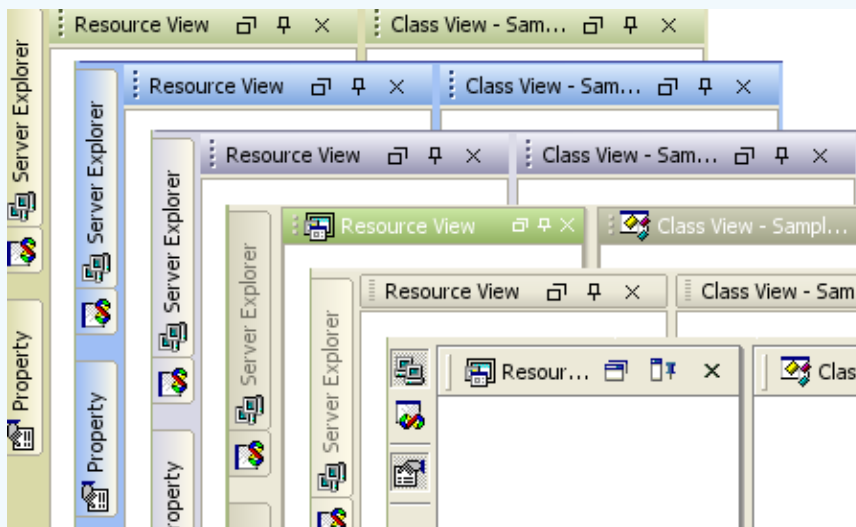 Resource View
Class View - Sam...
Server Explorer
Property
Resource View
Class View - Sam...
Server Explorer
Property
Resource View
Class View - Sam...
Server Explorer
operty
Resource View
Class View - Sampl...
Server Explorer
Resource View
Class View - Sam
Server Explorer
Resour...
Clas